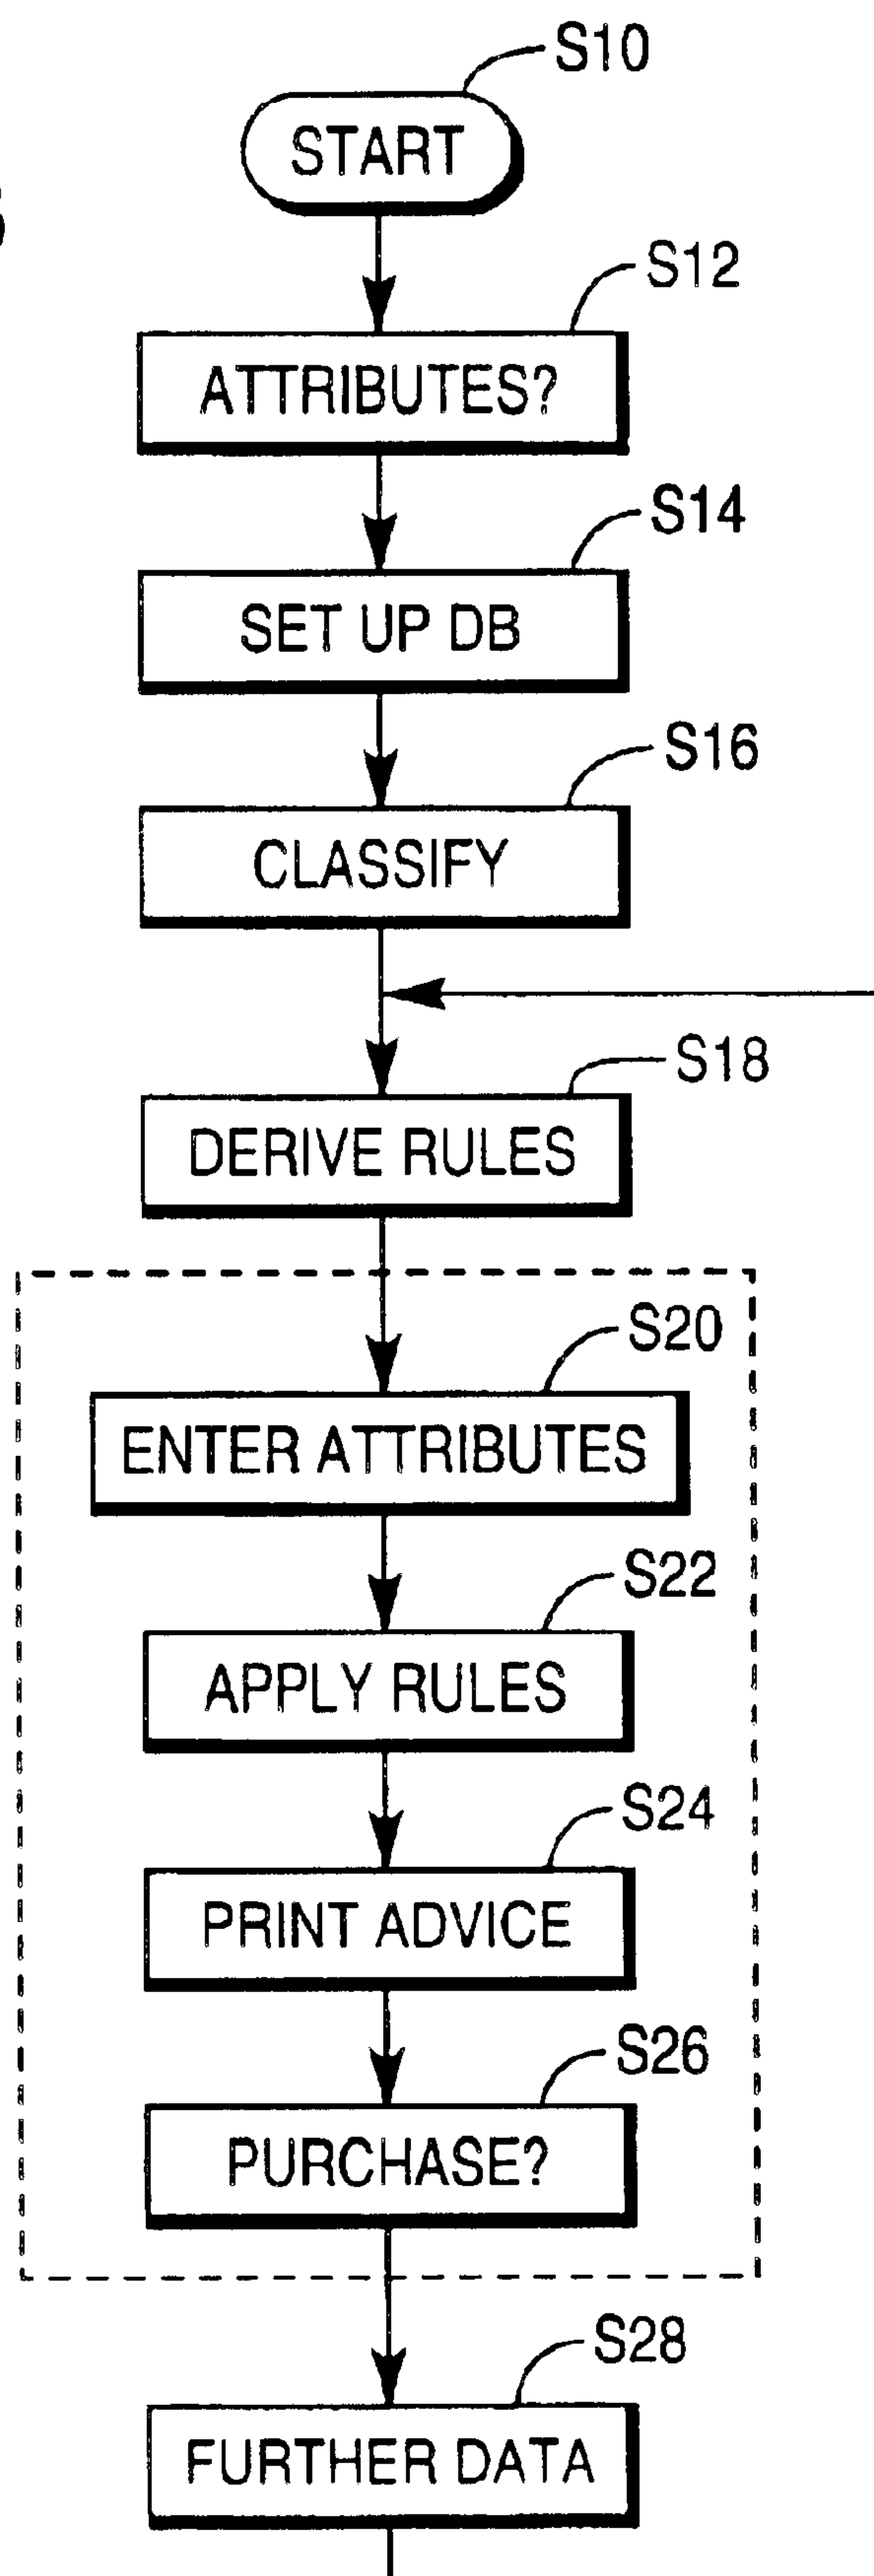 S10
START
S12
ATTRIBUTES?
S14
SET UP DB
S16
CLASSIFY
S18
DERIVE RULES
S20
ENTER ATTRIBUTES
S22
APPLY RULES
S24
PRINT ADVICE
S26
PURCHASE?
S28
FURTHER DATA